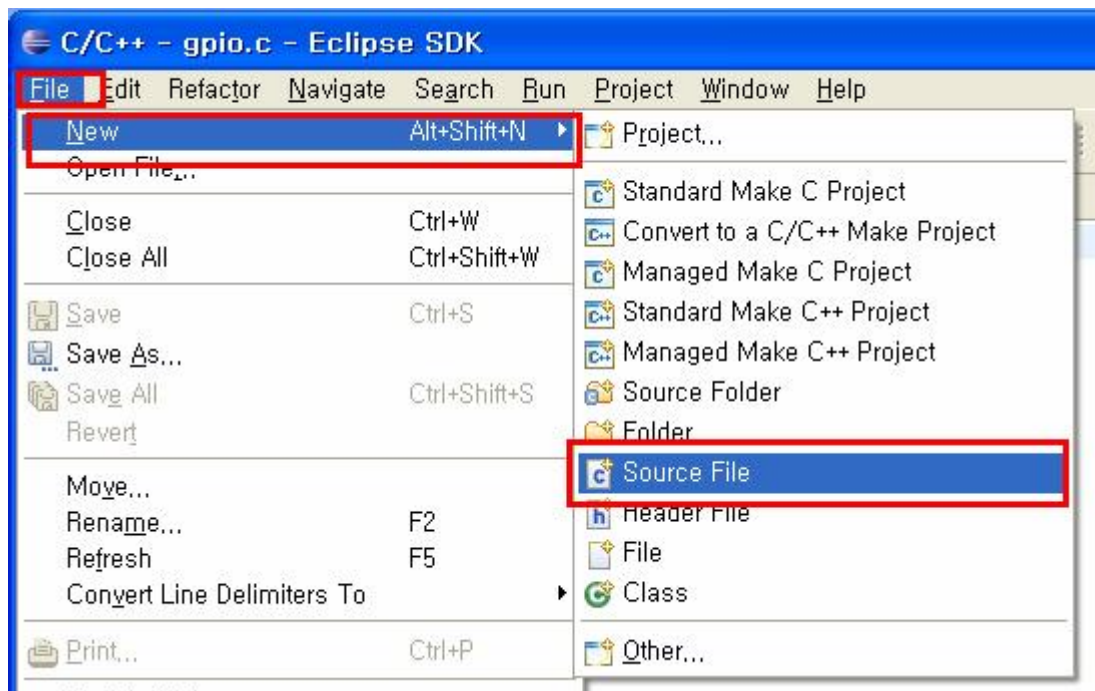 C/C++ - gpio.c - Eclipse SDK
File Edit Refactor Navigate Search Run Project Window Help
New Alt+Shift+N
Open File...
Close Ctrl+W
Close All Ctrl+Shift+W
Save Ctrl+S
Save As...
Save All Ctrl+Shift+S
Revert
Move...
Rename... F2
Refresh F5
Convert Line Delimiters To
Print... Ctrl+P
Project...
Standard Make C Project
Convert to a C/C++ Make Project
Managed Make C Project
Standard Make C++ Project
Managed Make C++ Project
Source Folder
Folder
Source File
Header File
File
Class
Other...